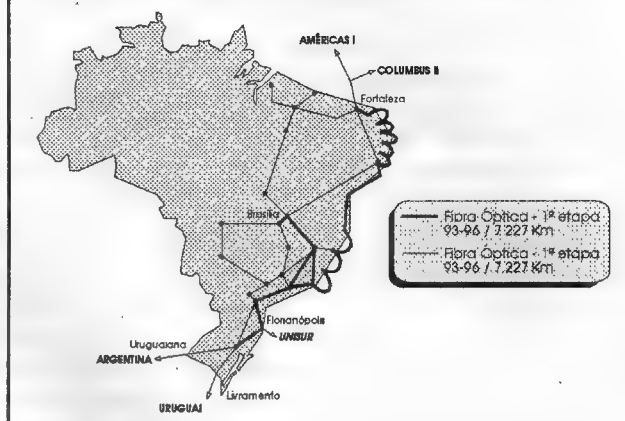 AMÉRICAS I
COLUMBUS II
Fortaleza
Brasília
Fibra Óptica - 1ª etapa
93-96 / 7.227 Km
Fibra Óptica - 1ª etapa
93-96 / 7.227 Km
Florianópolis
UNISUR
Uruguaiana
ARGENTINA
Livramento
URUGUAI